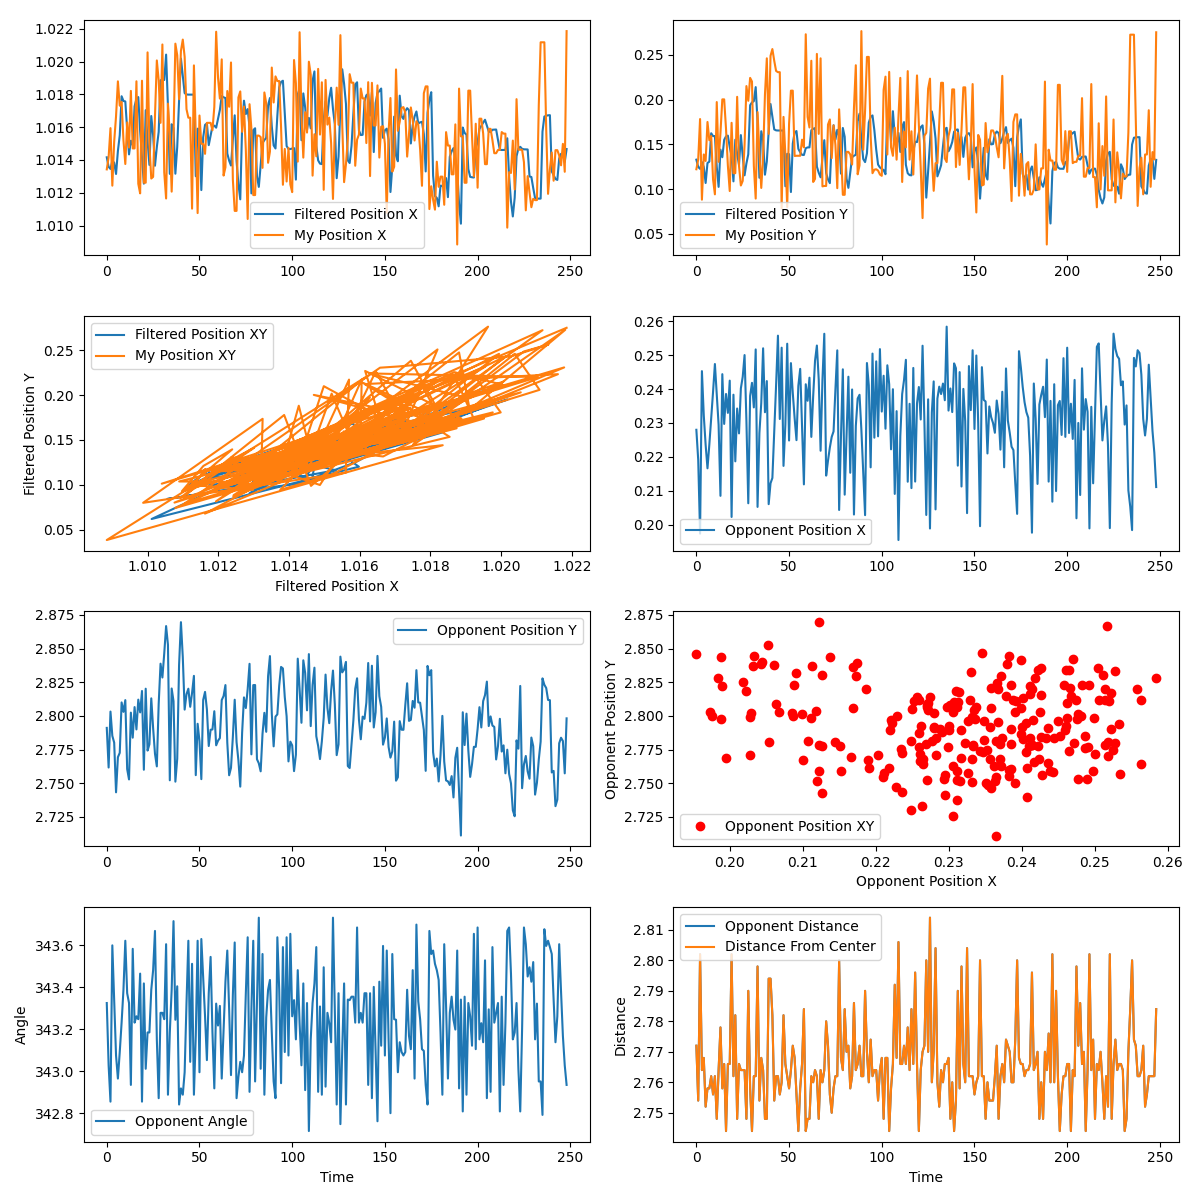 1.022
1.020
1.018
1.016
1.014
1.012
1.010
Filtered Position X
My Position X
0 50 100 150 200 250
0.25
0.20
0.15
0.10
0.05
Filtered Position Y
My Position Y
0 50 100 150 200 250
Filtered Position Y
0.25
0.20
0.15
0.10
0.05
Filtered Position XY
My Position XY
1.010 1.012 1.014 1.016 1.018 1.020 1.022
Filtered Position X
0.26
0.25
0.24
0.23
0.22
0.21
0.20
Opponent Position X
0 50 100 150 200 250
2.875
2.850
2.825
2.800
2.775
2.750
2.725
Opponent Position Y
0 50 100 150 200 250
Opponent Position Y
2.875
2.850
2.825
2.800
2.775
2.750
2.725
Opponent Position XY
0.20 0.21 0.22 0.23 0.24 0.25 0.26
Opponent Position X
Angle
343.6
343.4
343.2
343.0
342.8
Opponent Angle
0 50 100 150 200 250
Time
Distance
2.81
2.80
2.79
2.78
2.77
2.76
2.75
Opponent Distance
Distance From Center
0 50 100 150 200 250
Time